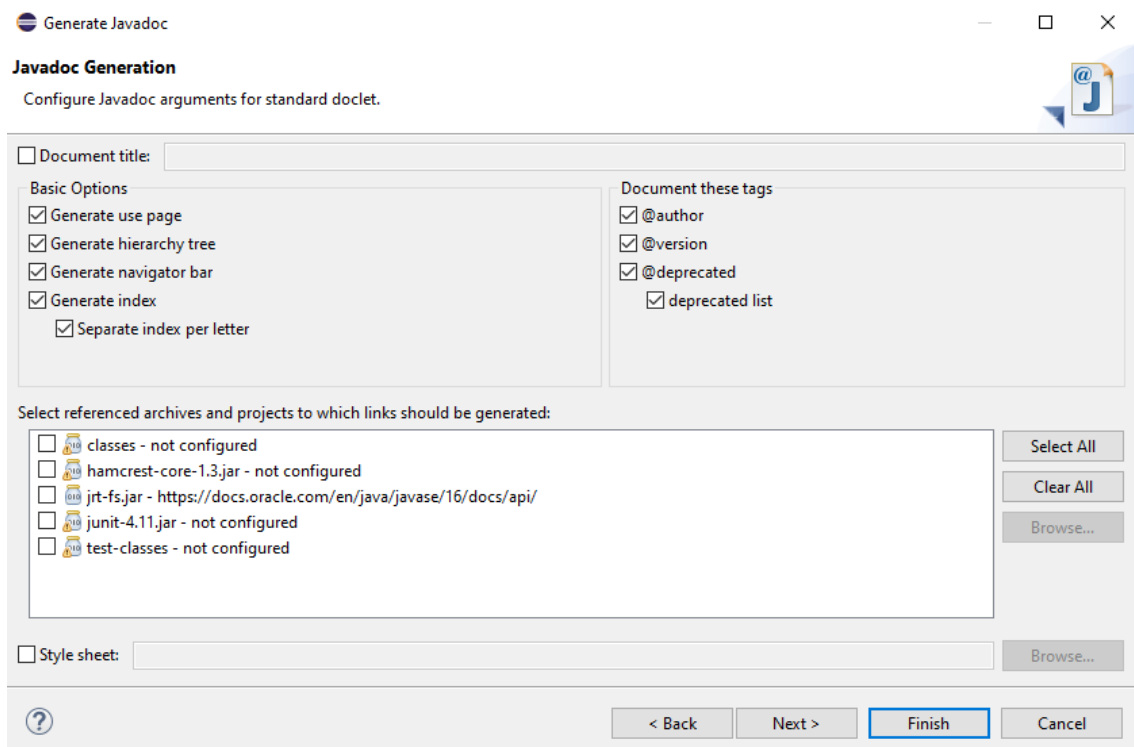 Generate Javadoc
Javadoc Generation
Configure Javadoc arguments for standard doclet.
Document title:
Basic Options
Generate use page
Generate hierarchy tree
Generate navigator bar
Generate index
Separate index per letter
Document these tags
@author
@version
@deprecated
deprecated list
Select referenced archives and projects to which links should be generated:
classes - not configured
hamcrest-core-1.3.jar - not configured
jrt-fs.jar - https://docs.oracle.com/en/java/javase/16/docs/api/
junit-4.11.jar - not configured
test-classes - not configured
Select All
Clear All
Browse...
Style sheet:
Browse...
< Back
Next >
Finish
Cancel